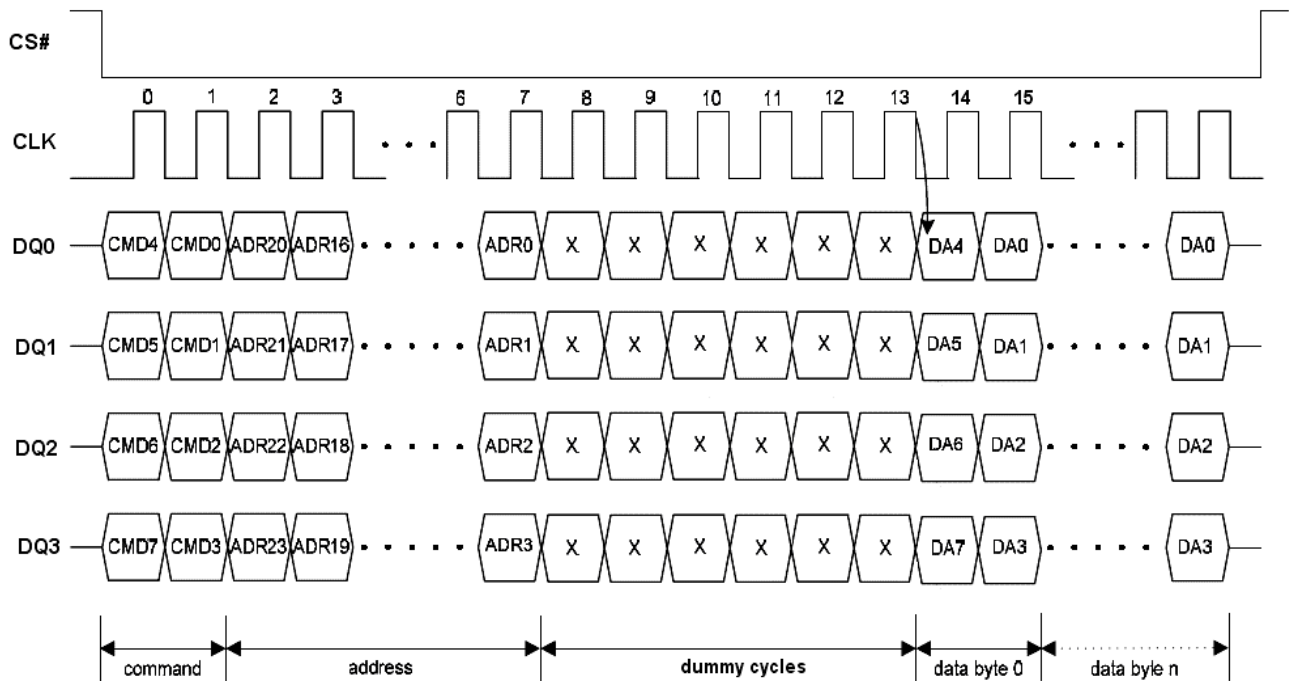 CS#
0 1 2 3 6 7 8 9 10 11 12 13 14 15
CLK
DQ0 CMD4 CMD0 ADR20 ADR16 ADR0 X X X X X X DA4 DA0 DA0
DQ1 CMD5 CMD1 ADR21 ADR17 ADR1 X X X X X X DA5 DA1 DA1
DQ2 CMD6 CMD2 ADR22 ADR18 ADR2 X X X X X X DA6 DA2 DA2
DQ3 CMD7 CMD3 ADR23 ADR19 ADR3 X X X X X X DA7 DA3 DA3
command address dummy cycles data byte 0 data byle n